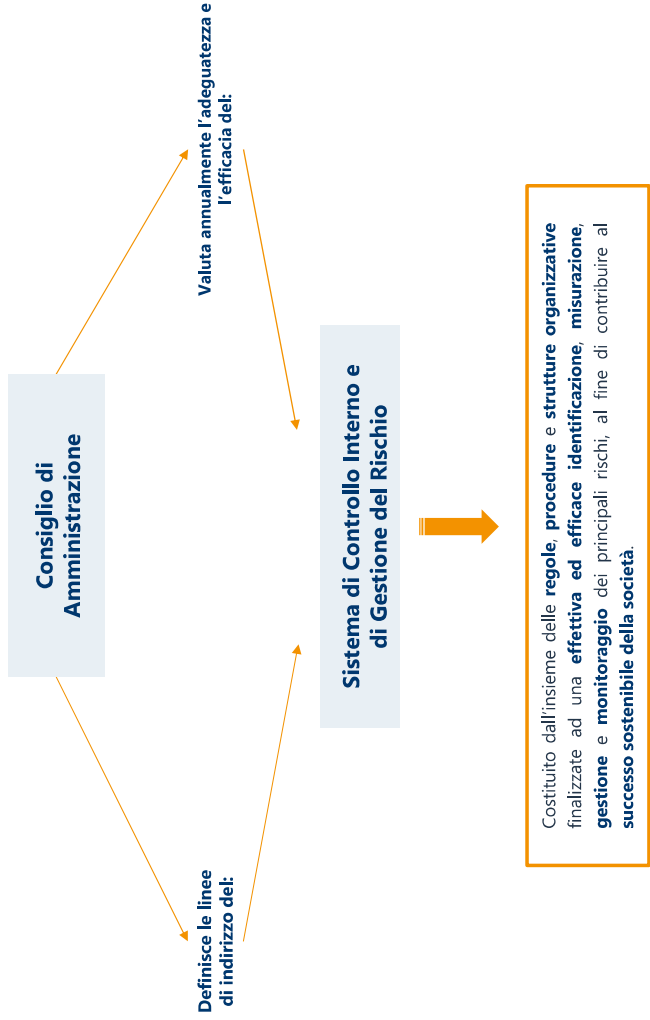 Consiglio di
Amministrazione
Definisce le linee
di indirizzo del:
Valuta annualmente l'adeguatezza e
l'efficacia del:
Sistema di Controllo Interno e
di Gestione del Rischio
Costituito dall'insieme delle regole, procedure e strutture organizzative
finalizzate ad una effettiva ed efficace identificazione, misurazione,
gestione e monitoraggio dei principali rischi, al fine di contribuire al
successo sostenibile della società.